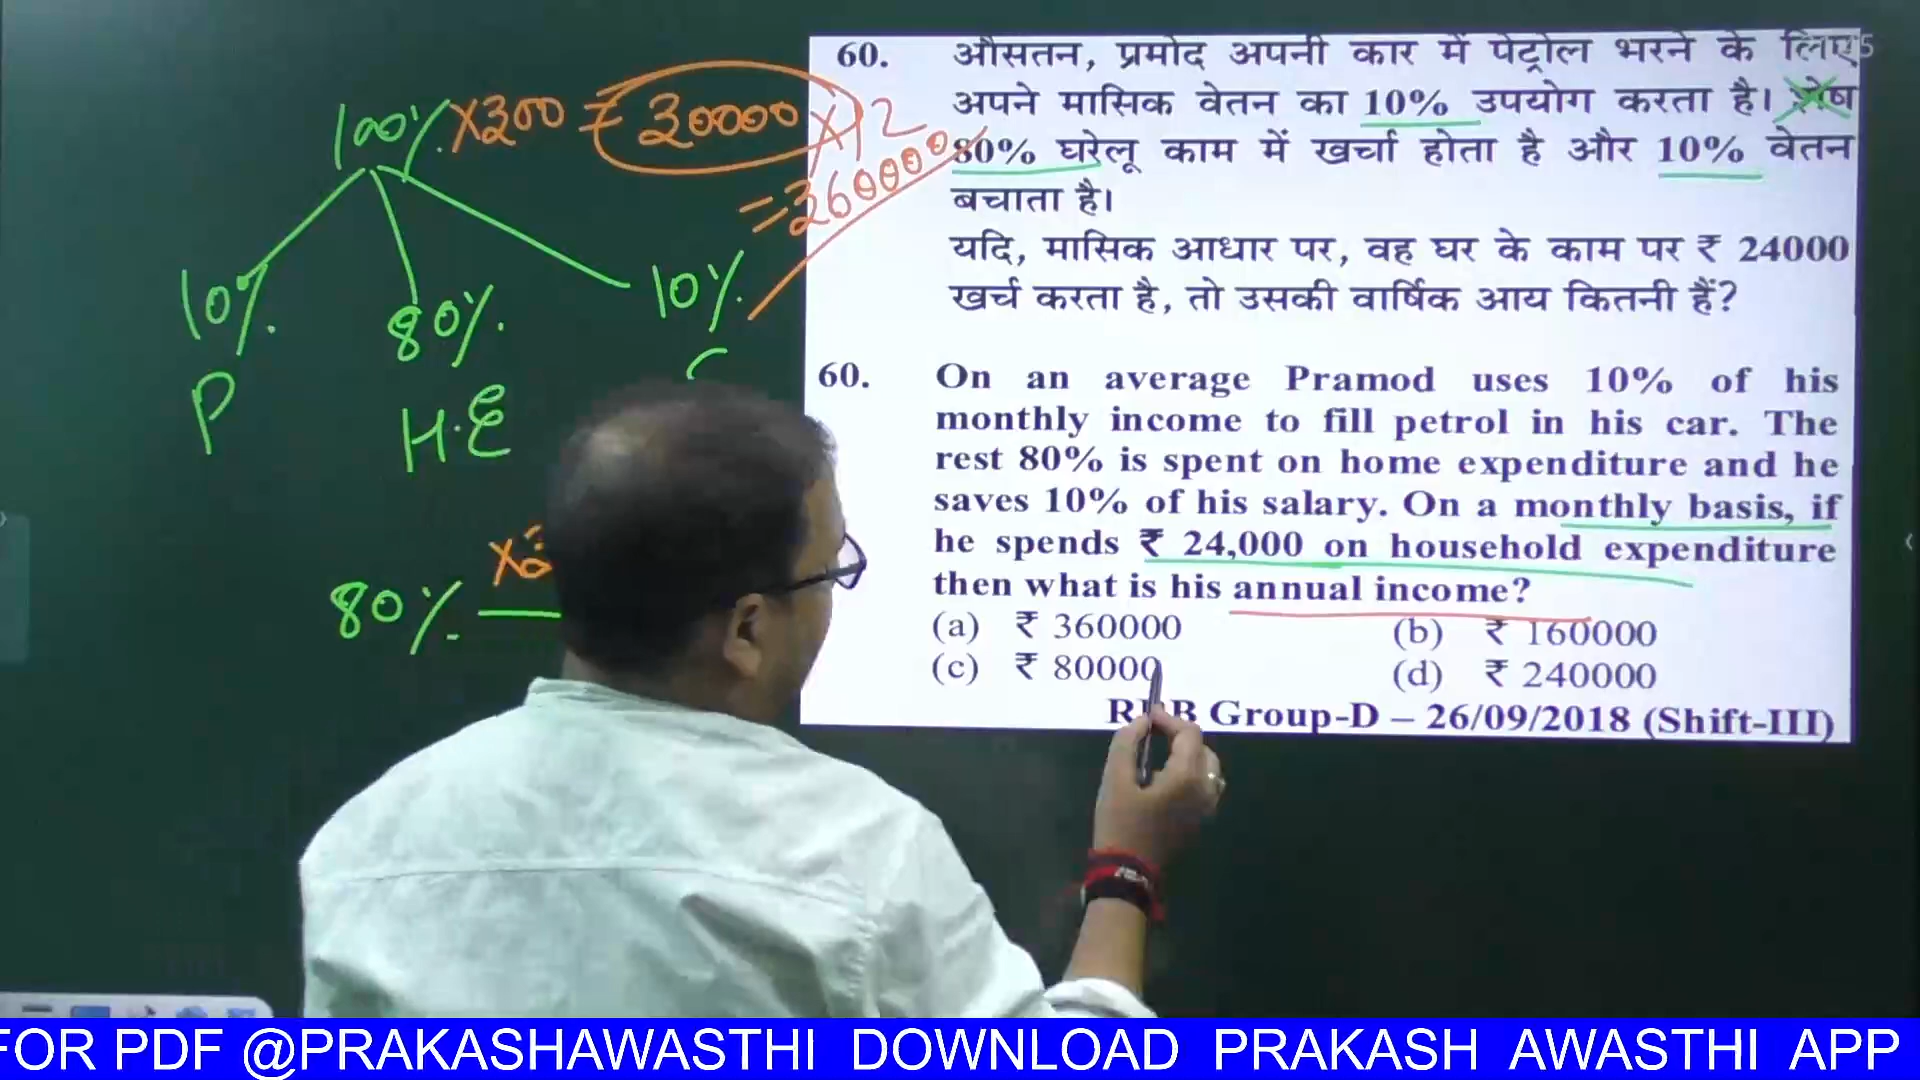 100% ×300 = 30000 ×12
= 360000
10% 80% 10%
P H.E
80%
60. औसतन, प्रमोद अपनी कार में पेट्रोल भरने के लिए
अपने मासिक वेतन का 10% उपयोग करता है। शेष
80% घरेलू काम में खर्चा होता है और 10% वेतन
बचाता है।
यदि, मासिक आधार पर, वह घर के काम पर ₹ 24000
खर्च करता है, तो उसकी वार्षिक आय कितनी हैं?
60. On an average Pramod uses 10% of his
monthly income to fill petrol in his car. The
rest 80% is spent on home expenditure and he
saves 10% of his salary. On a monthly basis, if
he spends ₹ 24,000 on household expenditure
then what is his annual income?
(a) ₹ 360000 (b) ₹ 160000
(c) ₹ 80000 (d) ₹ 240000
RRB Group-D – 26/09/2018 (Shift-III)
FOR PDF @PRAKASHAWASTHI DOWNLOAD PRAKASH AWASTHI APP